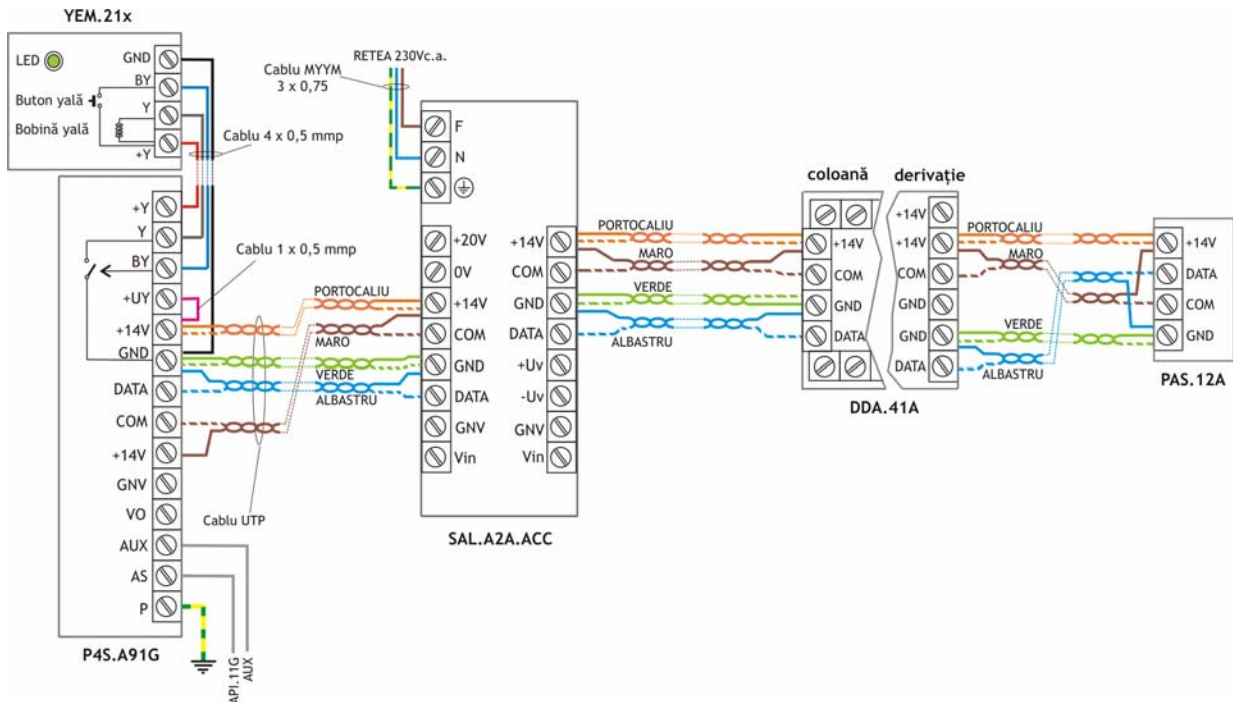 YEM.21x
LED
GND
BY
Buton yală
Y
Bobină yală
+Y
Cablu 4 x 0,5 mmp
+Y
Y
BY
+UY
+14V
GND
DATA
COM
+14V
GNV
VO
AUX
AS
P
P4S.A91G
API.11G
AUX
Cablu 1 x 0,5 mmp
PORTOCALIU
MARO
VERDE
ALBASTRU
Cablu UTP
RETEA 230Vc.a.
Cablu MYYM
3 x 0,75
F
N
+20V
0V
+14V
COM
GND
DATA
GNV
Vin
+14V
COM
GND
DATA
+Uv
-Uv
GNV
Vin
SAL.A2A.ACC
PORTOCALIU
MARO
VERDE
ALBASTRU
coloană
+14V
COM
GND
DATA
derivație
+14V
+14V
COM
GND
GND
DATA
DDA.41A
PORTOCALIU
MARO
VERDE
ALBASTRU
+14V
DATA
COM
GND
PAS.12A